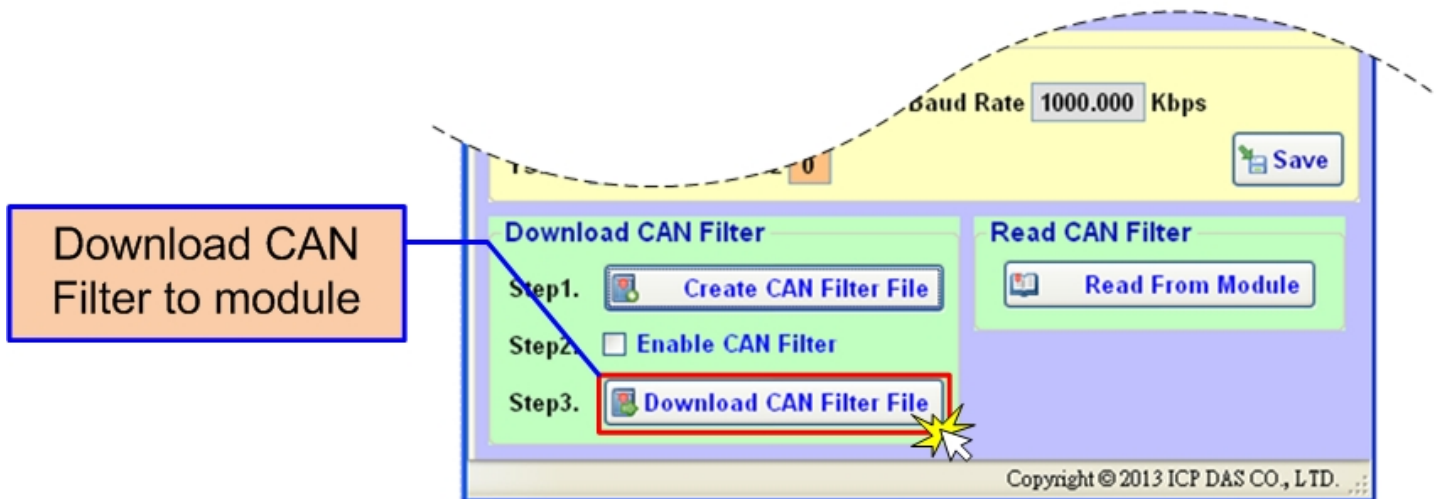 Baud Rate 1000.000 Kbps
0
Save
Download CAN
Filter to module
Download CAN Filter
Step1. Create CAN Filter File
Step2. Enable CAN Filter
Step3. Download CAN Filter File
Read CAN Filter
Read From Module
Copyright © 2013 ICP DAS CO., LTD.